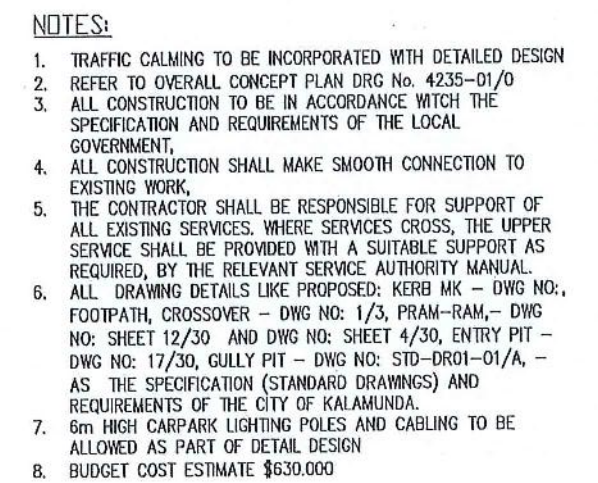 NOTES:
1. TRAFFIC CALMING TO BE INCORPORATED WITH DETAILED DESIGN
2. REFER TO OVERALL CONCEPT PLAN DRG No. 4235-01/0
3. ALL CONSTRUCTION TO BE IN ACCORDANCE WITCH THE
SPECIFICATION AND REQUIREMENTS OF THE LOCAL
GOVERNMENT,
4. ALL CONSTRUCTION SHALL MAKE SMOOTH CONNECTION TO
EXISTING WORK,
5. THE CONTRACTOR SHALL BE RESPONSIBLE FOR SUPPORT OF
ALL EXISTING SERVICES. WHERE SERVICES CROSS, THE UPPER
SERVICE SHALL BE PROVIDED WITH A SUITABLE SUPPORT AS
REQUIRED, BY THE RELEVANT SERVICE AUTHORITY MANUAL.
6. ALL DRAWING DETAILS LIKE PROPOSED: KERB MK - DWG NO:,
FOOTPATH, CROSSOVER - DWG NO: 1/3, PRAM-RAM,- DWG
NO: SHEET 12/30 AND DWG NO: SHEET 4/30, ENTRY PIT -
DWG NO: 17/30, GULLY PIT - DWG NO: STD-DR01-01/A, -
AS THE SPECIFICATION (STANDARD DRAWINGS) AND
REQUIREMENTS OF THE CITY OF KALAMUNDA.
7. 6m HIGH CARPARK LIGHTING POLES AND CABLING TO BE
ALLOWED AS PART OF DETAIL DESIGN
8. BUDGET COST ESTIMATE $630.000